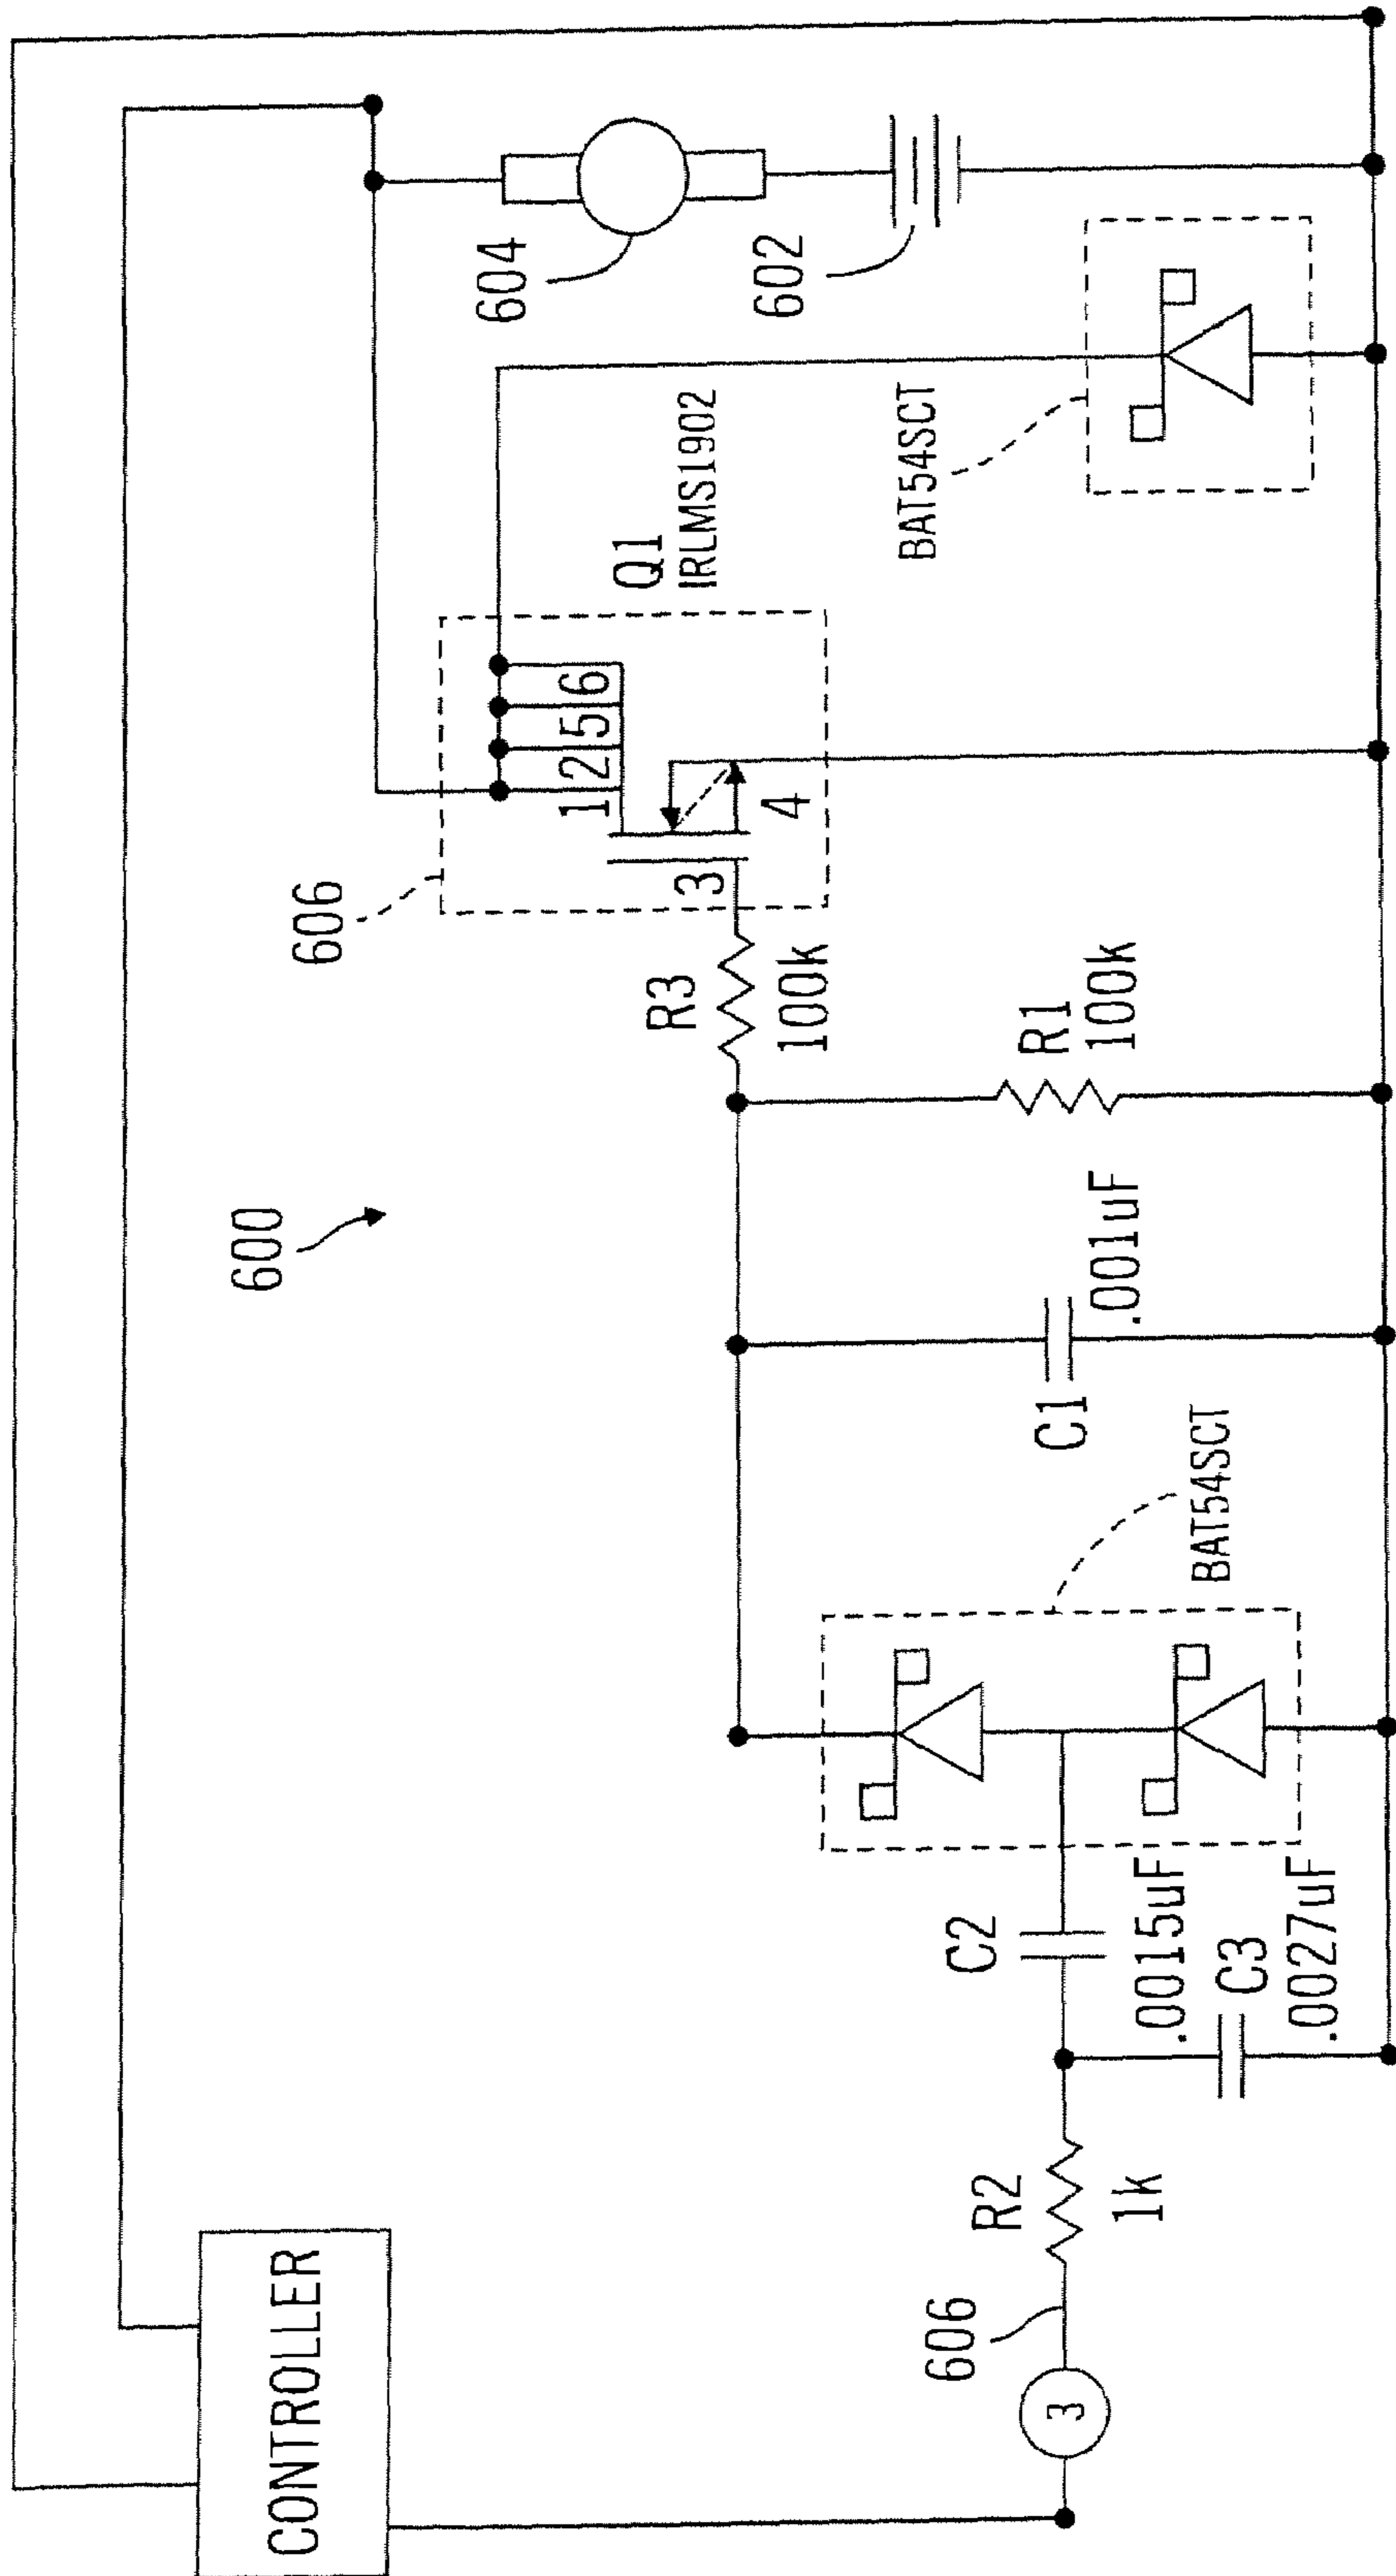 CONTROLLER
600
606
Q1
IRLMS1902
1 2 5 6
3
4
604
602
BAT54SCT
R3
100k
R1
100k
.001uF
C1
BAT54SCT
C2
.0015uF
C3
.0027uF
R2
1k
606
3